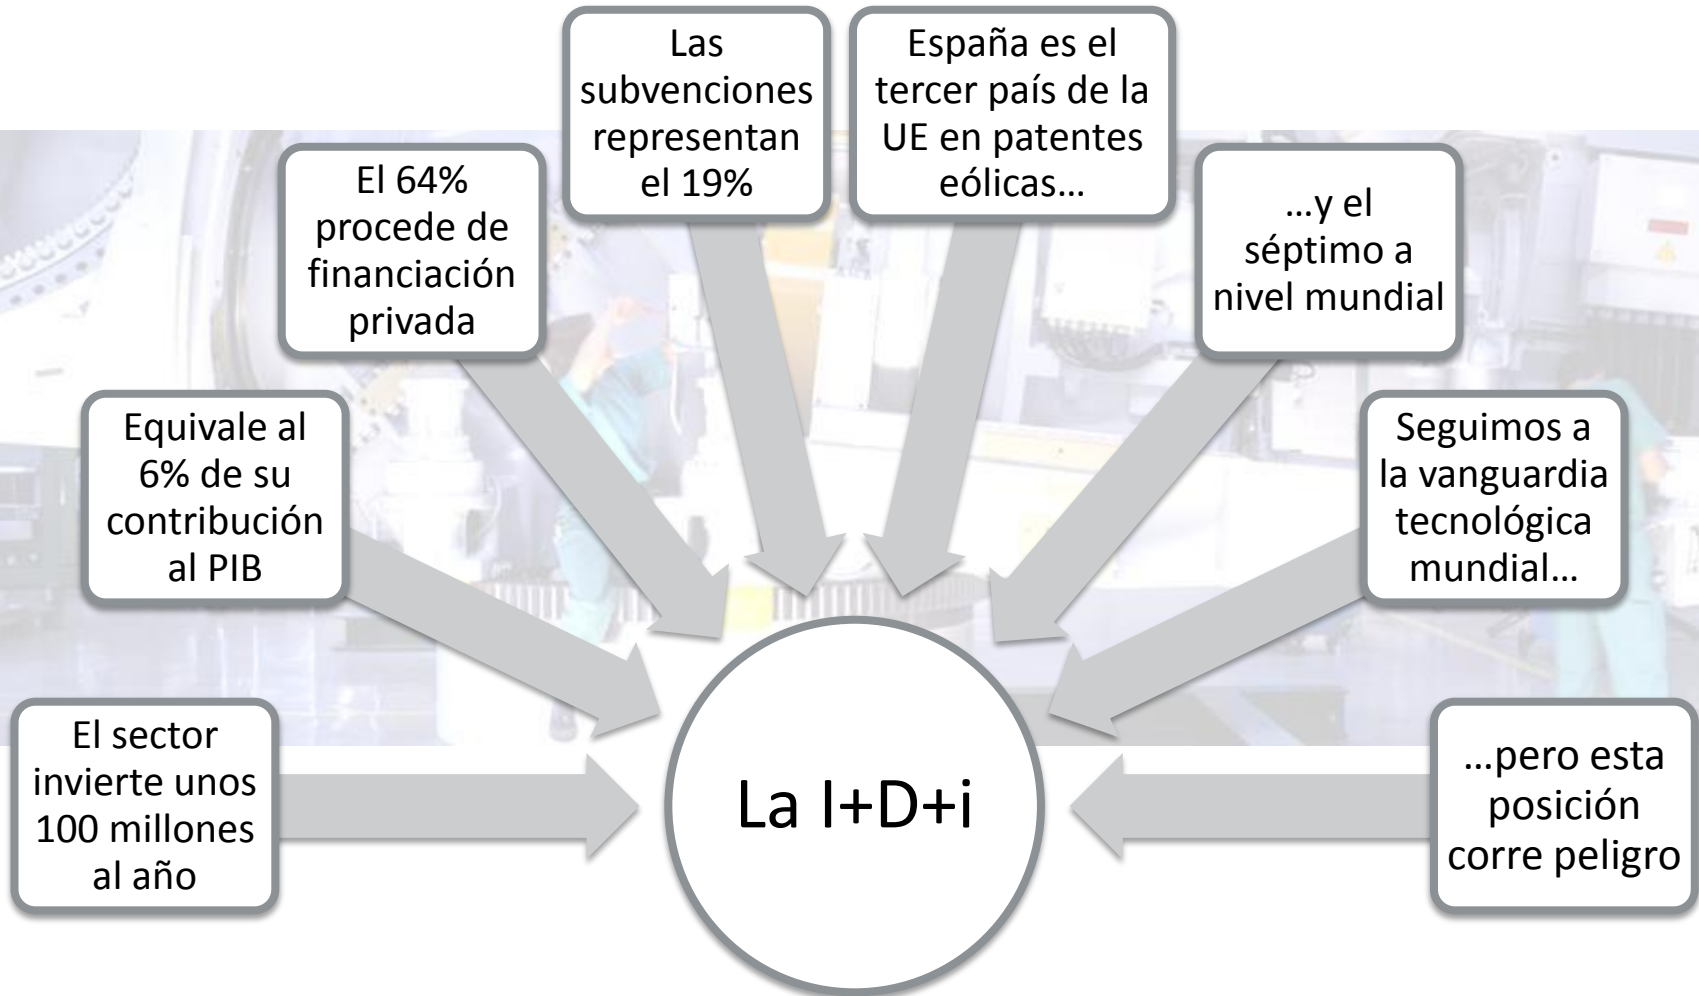 El sector
invierte unos
100 millones
al año
Equivale al
6% de su
contribución
al PIB
El 64%
procede de
financiación
privada
Las
subvenciones
representan
el 19%
España es el
tercer país de la
UE en patentes
eólicas…
…y el
séptimo a
nivel mundial
Seguimos a
la vanguardia
tecnológica
mundial…
…pero esta
posición
corre peligro
La I+D+i